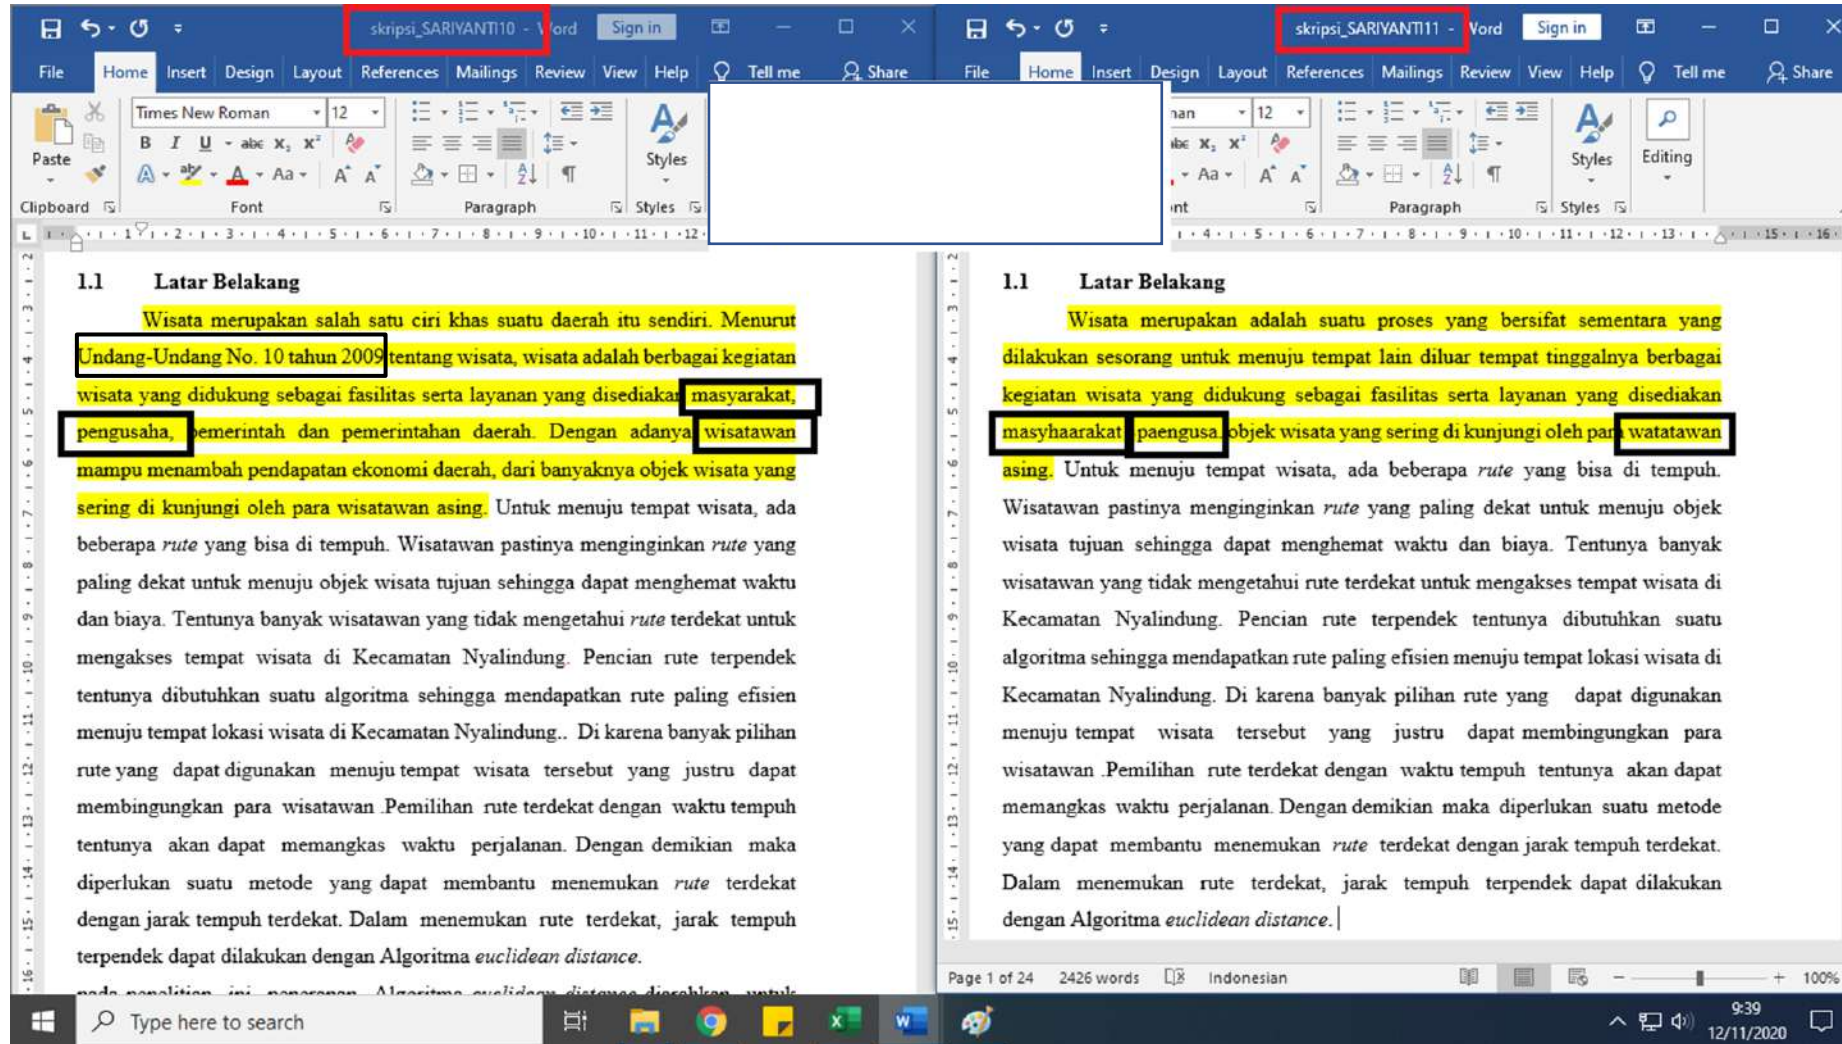 skripsi_SARIYANTI10 - Word
Sign in
File Home Insert Design Layout References Mailings Review View Help Tell me Share
Times New Roman 12
Paste
Styles
Clipboard Font Paragraph Styles
1.1 Latar Belakang
Wisata merupakan salah satu ciri khas suatu daerah itu sendiri. Menurut
Undang-Undang No. 10 tahun 2009 tentang wisata, wisata adalah berbagai kegiatan
wisata yang didukung sebagai fasilitas serta layanan yang disediakan masyarakat,
pengusaha, pemerintah dan pemerintahan daerah. Dengan adanya wisatawan
mampu menambah pendapatan ekonomi daerah, dari banyaknya objek wisata yang
sering di kunjungi oleh para wisatawan asing. Untuk menuju tempat wisata, ada
beberapa rute yang bisa di tempuh. Wisatawan pastinya menginginkan rute yang
paling dekat untuk menuju objek wisata tujuan sehingga dapat menghemat waktu
dan biaya. Tentunya banyak wisatawan yang tidak mengetahui rute terdekat untuk
mengakses tempat wisata di Kecamatan Nyalindung. Pencian rute terpendek
tentunya dibutuhkan suatu algoritma sehingga mendapatkan rute paling efisien
menuju tempat lokasi wisata di Kecamatan Nyalindung.. Di karena banyak pilihan
rute yang dapat digunakan menuju tempat wisata tersebut yang justru dapat
membingungkan para wisatawan .Pemilihan rute terdekat dengan waktu tempuh
tentunya akan dapat memangkas waktu perjalanan. Dengan demikian maka
diperlukan suatu metode yang dapat membantu menemukan rute terdekat
dengan jarak tempuh terdekat. Dalam menemukan rute terdekat, jarak tempuh
terpendek dapat dilakukan dengan Algoritma euclidean distance.
skripsi_SARIYANTI11 - Word
Sign in
File Home Insert Design Layout References Mailings Review View Help Tell me Share
12
Styles
Editing
Paragraph Styles
1.1 Latar Belakang
Wisata merupakan adalah suatu proses yang bersifat sementara yang
dilakukan sesorang untuk menuju tempat lain diluar tempat tinggalnya berbagai
kegiatan wisata yang didukung sebagai fasilitas serta layanan yang disediakan
masyhaarakat paengusa. objek wisata yang sering di kunjungi oleh para watatawan
asing. Untuk menuju tempat wisata, ada beberapa rute yang bisa di tempuh.
Wisatawan pastinya menginginkan rute yang paling dekat untuk menuju objek
wisata tujuan sehingga dapat menghemat waktu dan biaya. Tentunya banyak
wisatawan yang tidak mengetahui rute terdekat untuk mengakses tempat wisata di
Kecamatan Nyalindung. Pencian rute terpendek tentunya dibutuhkan suatu
algoritma sehingga mendapatkan rute paling efisien menuju tempat lokasi wisata di
Kecamatan Nyalindung. Di karena banyak pilihan rute yang dapat digunakan
menuju tempat wisata tersebut yang justru dapat membingungkan para
wisatawan .Pemilihan rute terdekat dengan waktu tempuh tentunya akan dapat
memangkas waktu perjalanan. Dengan demikian maka diperlukan suatu metode
yang dapat membantu menemukan rute terdekat dengan jarak tempuh terdekat.
Dalam menemukan rute terdekat, jarak tempuh terpendek dapat dilakukan
dengan Algoritma euclidean distance.
Page 1 of 24 2426 words Indonesian 100%
Type here to search
9:39
12/11/2020